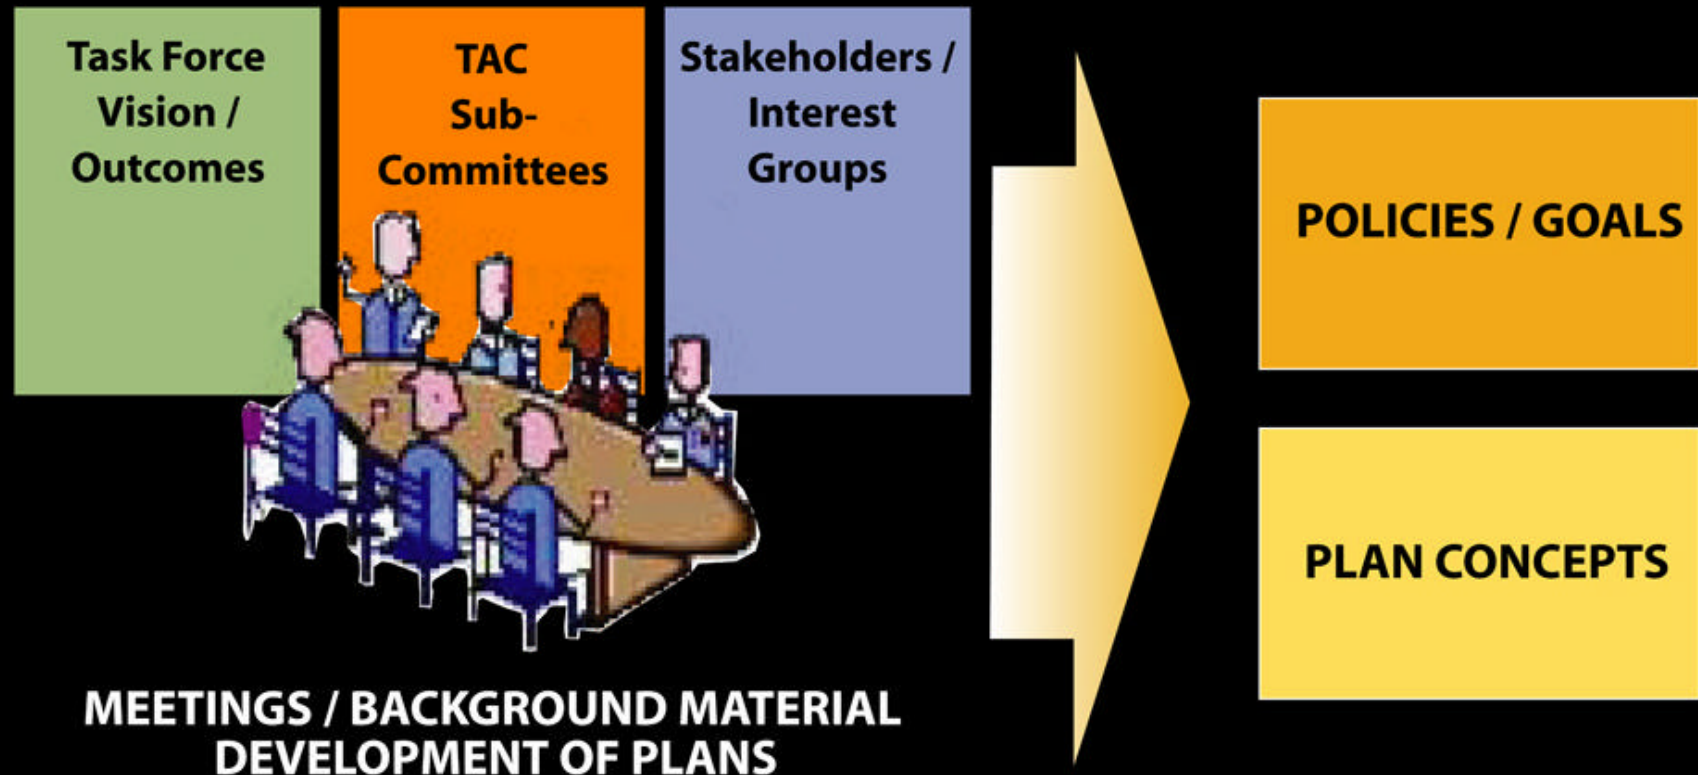 Task Force
Vision /
Outcomes
TAC
Sub-
Committees
Stakeholders /
Interest
Groups
MEETINGS / BACKGROUND MATERIAL
DEVELOPMENT OF PLANS
POLICIES / GOALS
PLAN CONCEPTS